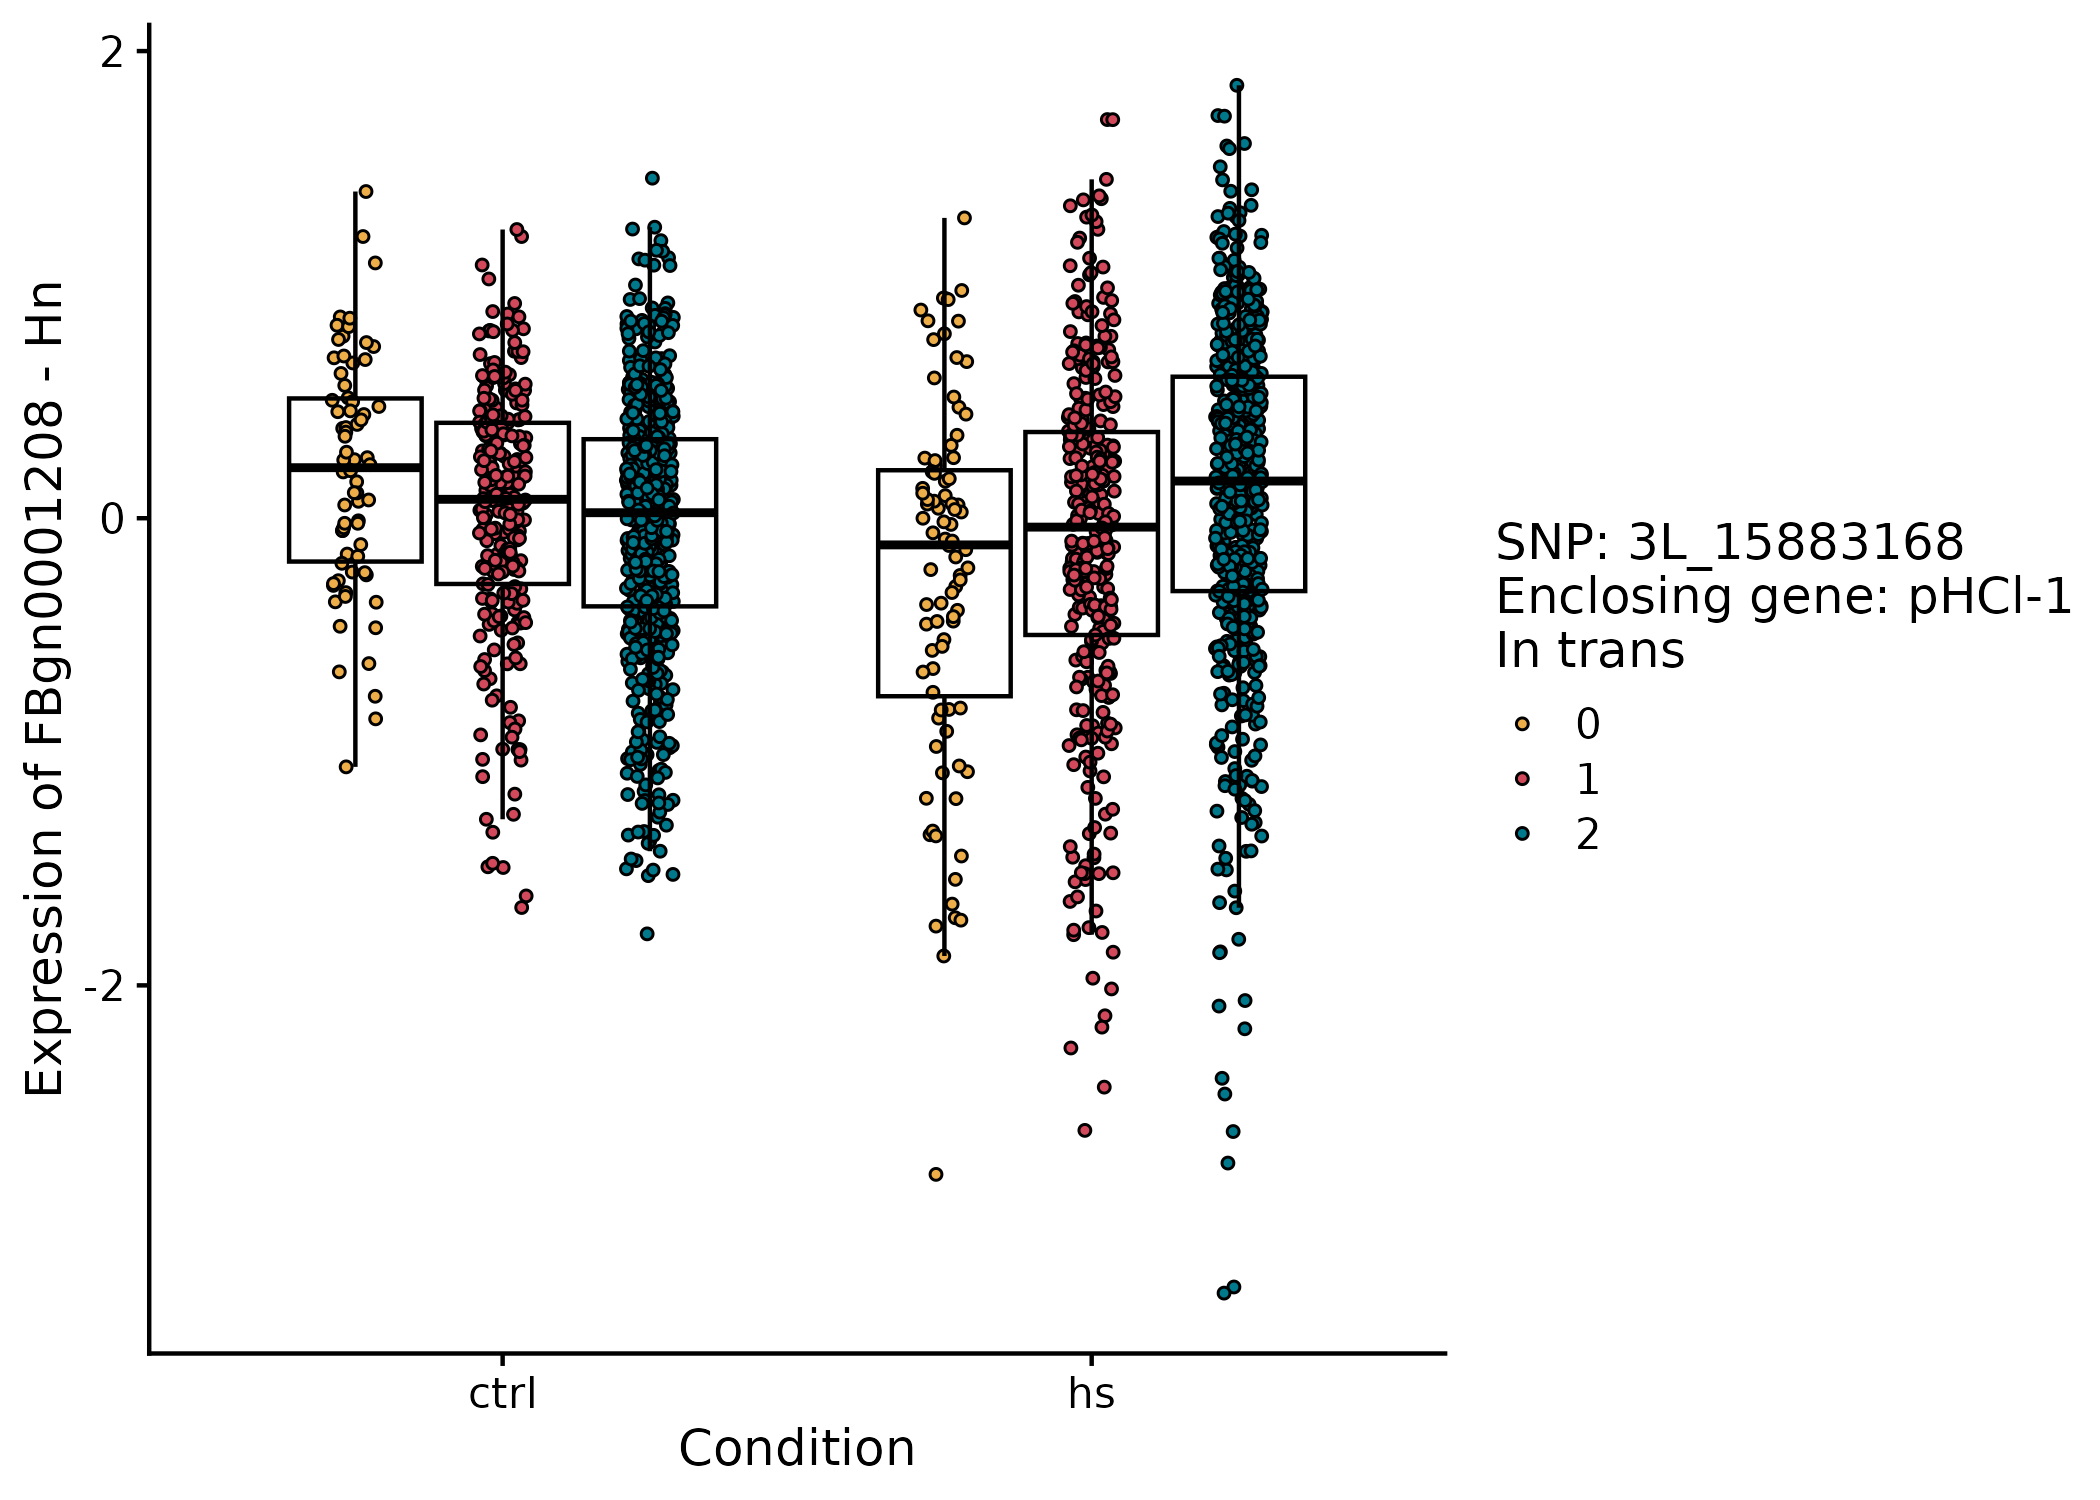 Expression of FBgn0001208 - Hn
2
0
-2
ctrl
hs
Condition
SNP: 3L_15883168
Enclosing gene: pHCl-1
In trans
0
1
2